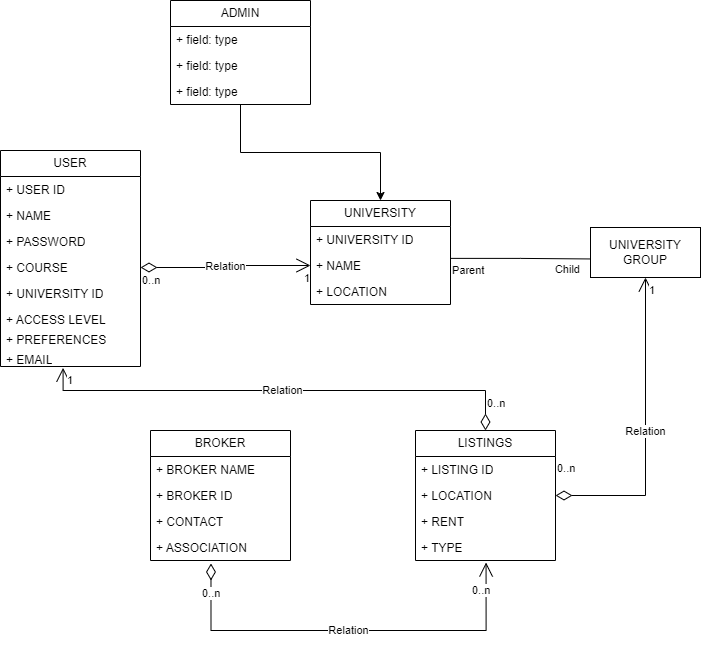 ADMIN
+ field: type
+ field: type
+ field: type
USER
+ USER ID
+ NAME
+ PASSWORD
+ COURSE
+ UNIVERSITY ID
+ ACCESS LEVEL
+ PREFERENCES
+ EMAIL
0..n
Relation
1
UNIVERSITY
+ UNIVERSITY ID
+ NAME
+ LOCATION
Parent
Child
UNIVERSITY
GROUP
1
Relation
1
Relation
0..n
BROKER
+ BROKER NAME
+ BROKER ID
+ CONTACT
+ ASSOCIATION
LISTINGS
+ LISTING ID
+ LOCATION
+ RENT
+ TYPE
0..n
0..n
Relation
0..n